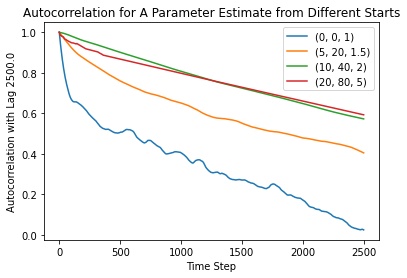 Autocorrelation for A Parameter Estimate from Different Starts
Autocorrelation with Lag 2500.0
1.0
0.8
0.6
0.4
0.2
0.0
(0, 0, 1)
(5, 20, 1.5)
(10, 40, 2)
(20, 80, 5)
0
500
1000
1500
2000
2500
Time Step